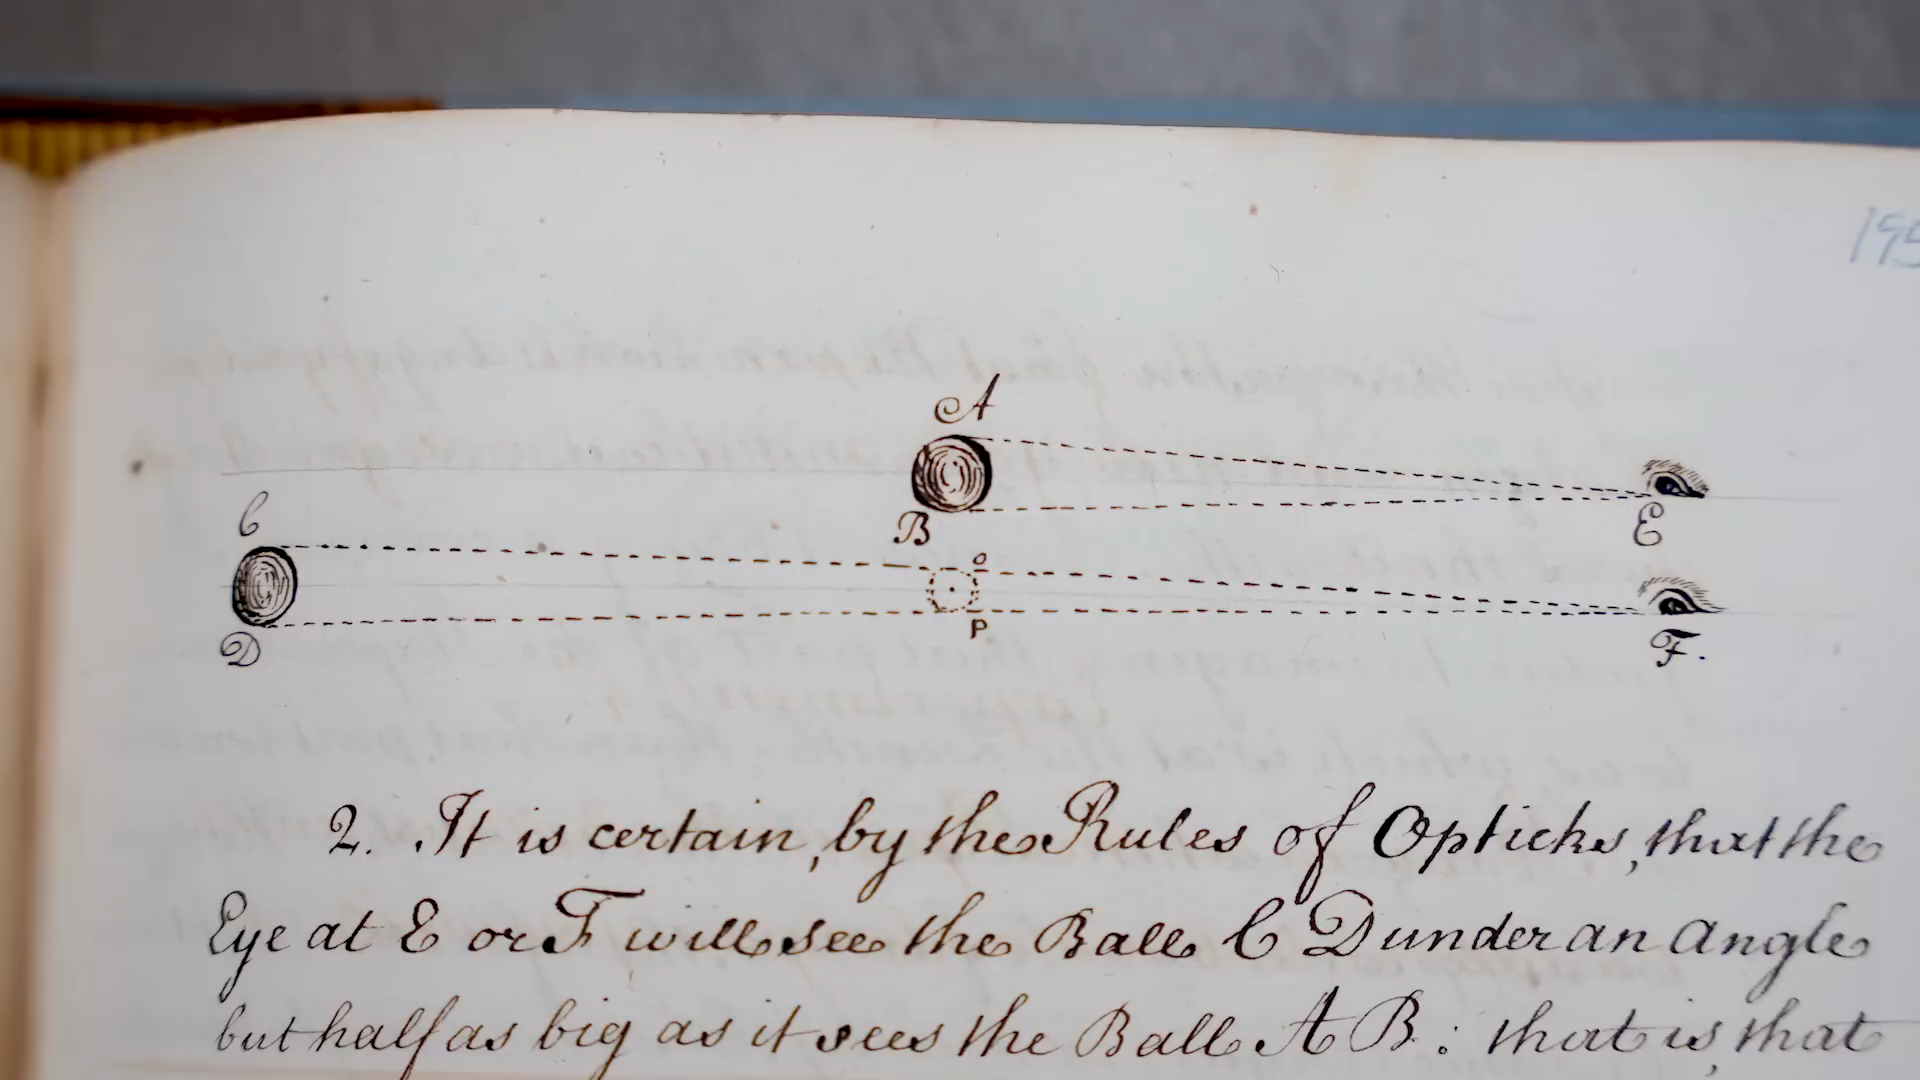 195
A
C
B
E
o
D
P
F.
2. It is certain, by the Rules of Opticks, that the
Eye at E or F will see the Ball C D under an Angle
but half as big as it sees the Ball A B: that is, that